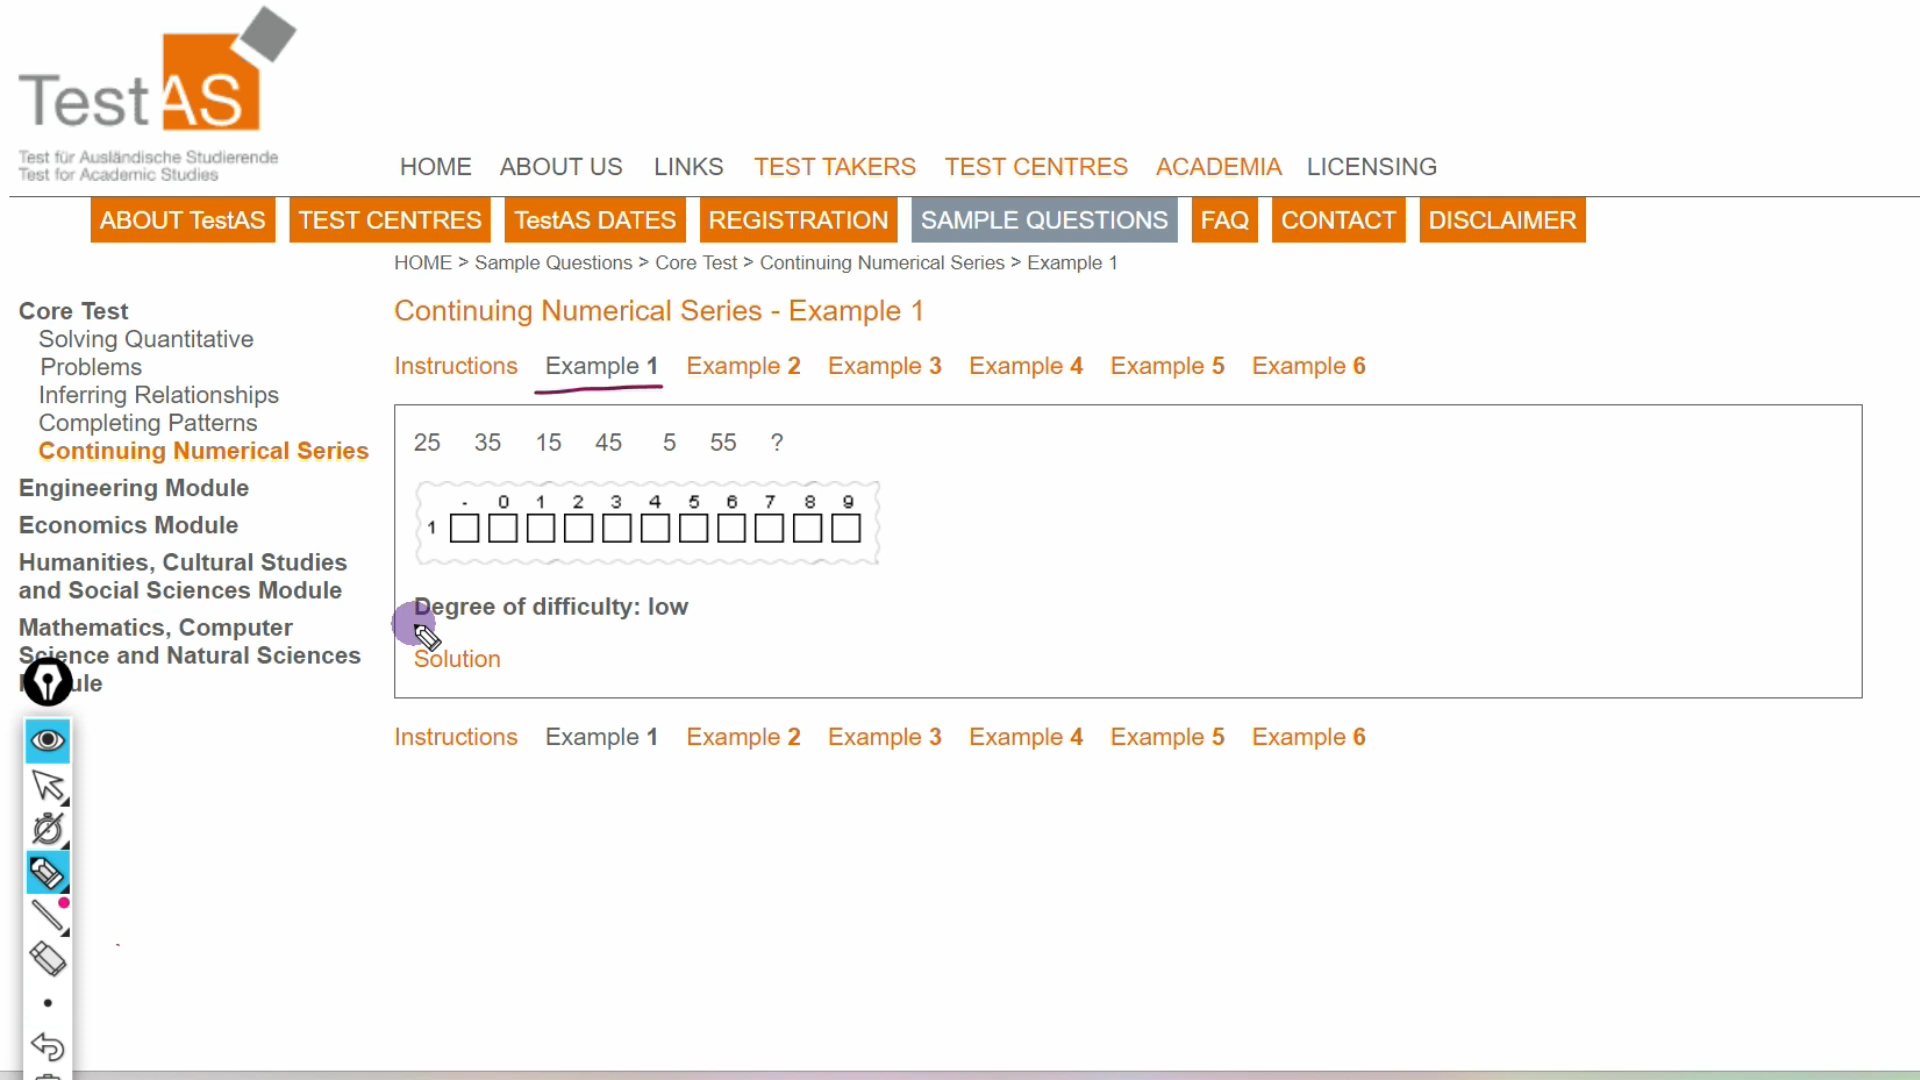 TestAS
Test für Ausländische Studierende
Test for Academic Studies
HOME ABOUT US LINKS TEST TAKERS TEST CENTRES ACADEMIA LICENSING
ABOUT TestAS TEST CENTRES TestAS DATES REGISTRATION SAMPLE QUESTIONS FAQ CONTACT DISCLAIMER
HOME > Sample Questions > Core Test > Continuing Numerical Series > Example 1
Core Test
Solving Quantitative
Problems
Inferring Relationships
Completing Patterns
Continuing Numerical Series
Engineering Module
Economics Module
Humanities, Cultural Studies
and Social Sciences Module
Mathematics, Computer
Science and Natural Sciences
Continuing Numerical Series - Example 1
Instructions Example 1 Example 2 Example 3 Example 4 Example 5 Example 6
25 35 15 45 5 55 ?
- 0 1 2 3 4 5 6 7 8 9
1
Degree of difficulty: low
Solution
Instructions Example 1 Example 2 Example 3 Example 4 Example 5 Example 6